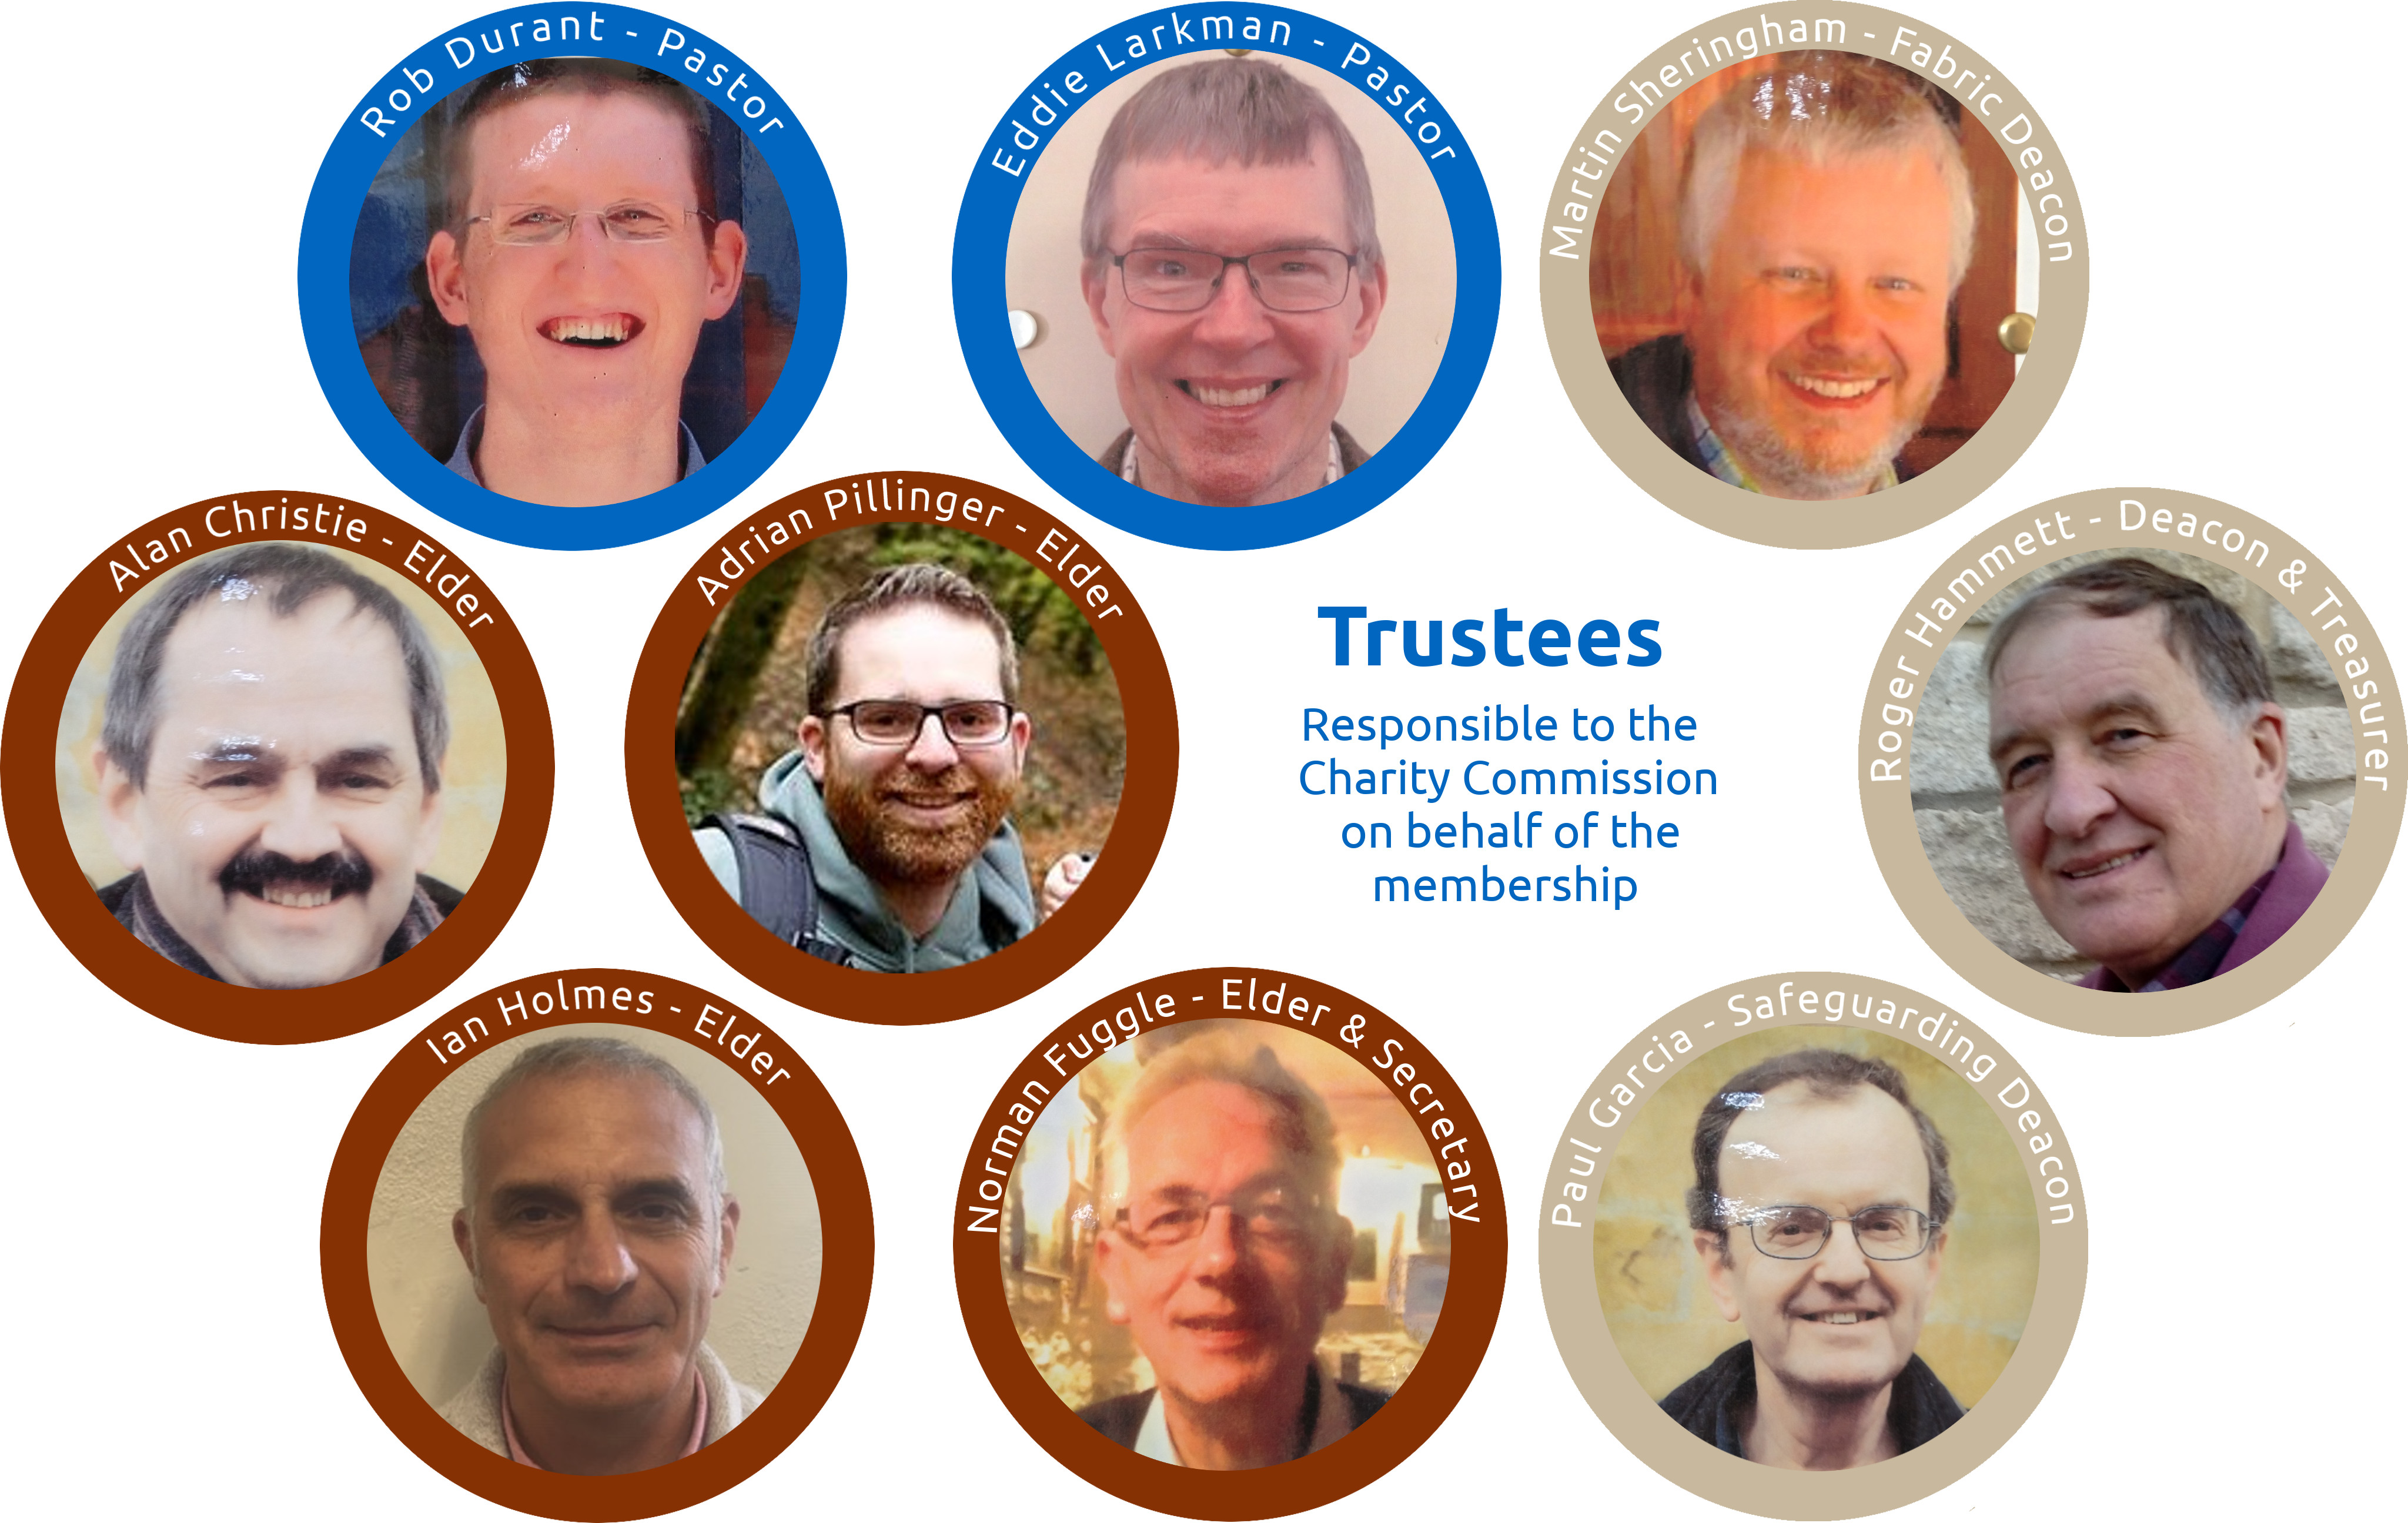 Rob Durant - Pastor
Eddie Larkman - Pastor
Martin Sheringham - Fabric Deacon
Alan Christie - Elder
Adrian Pillinger - Elder
Trustees
Responsible to the
Charity Commission
on behalf of the
membership
Roger Hammett - Deacon & Treasurer
Ian Holmes - Elder
Norman Fuggle - Elder & Secretary
Paul Garcia - Safeguarding Deacon